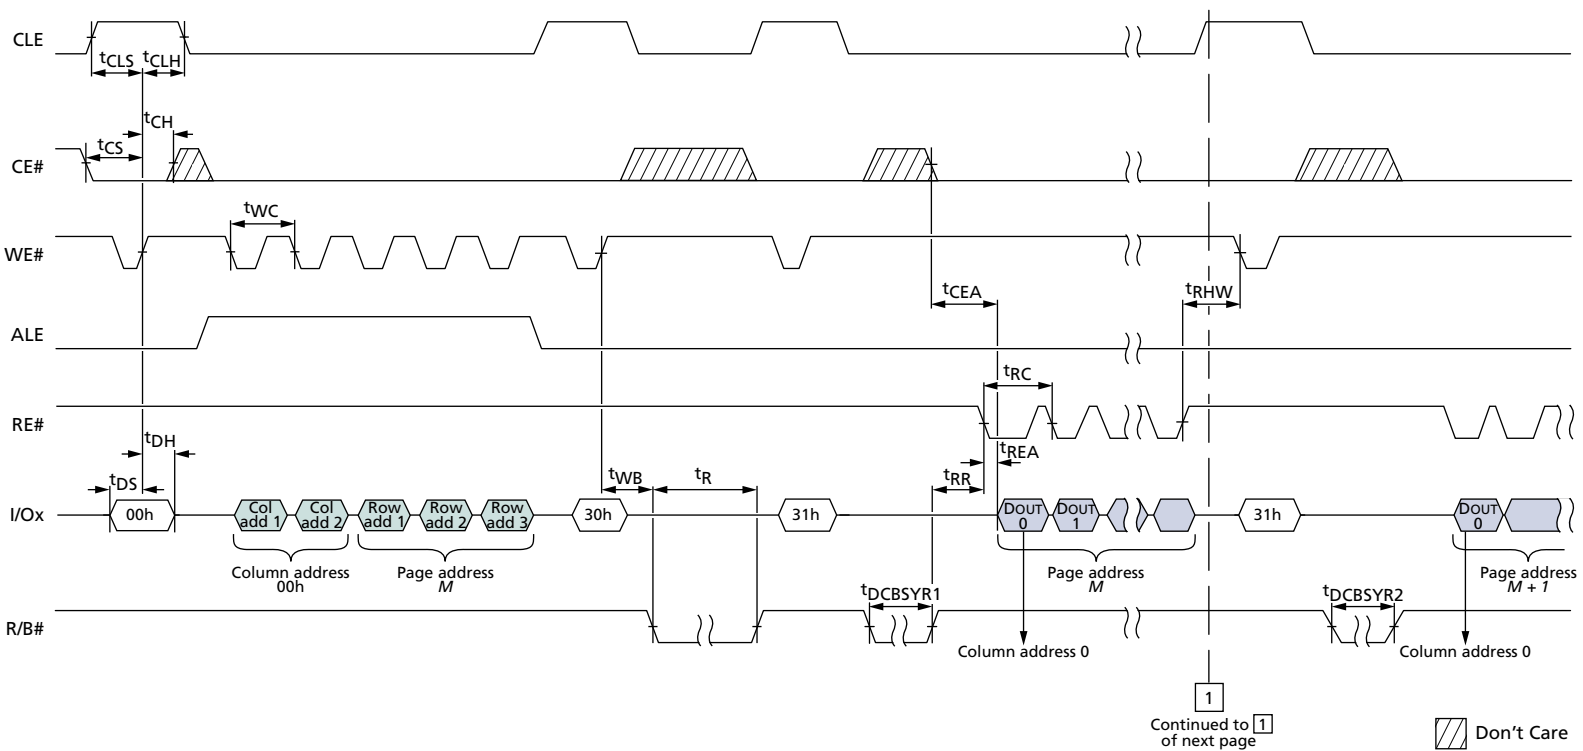 CLE
tCLS tCLH
tCH
tCS
CE#
tWC
WE#
tCEA
tRHW
ALE
tRC
RE#
tDH
tREA
tDS
tWB
tR
tRR
I/Ox
00h
Col add 1
Col add 2
Row add 1
Row add 2
Row add 3
30h
31h
DOUT 0
DOUT 1
31h
DOUT 0
Column address
00h
Page address
M
Page address
M
Page address
M + 1
tDCBSYR1
tDCBSYR2
R/B#
Column address 0
Column address 0
1
Continued to 1
of next page
Don't Care